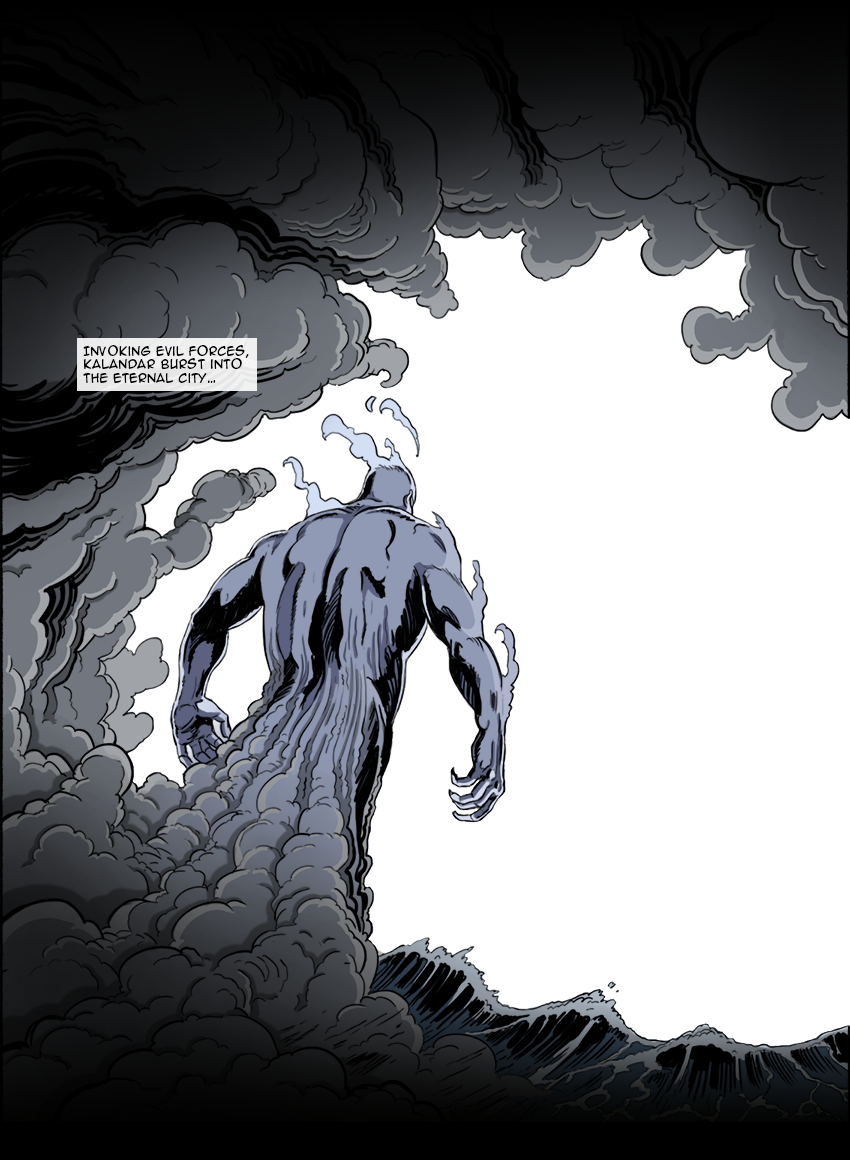 INVOKING EVIL FORCES,
KALANDAR BURST INTO
THE ETERNAL CITY...